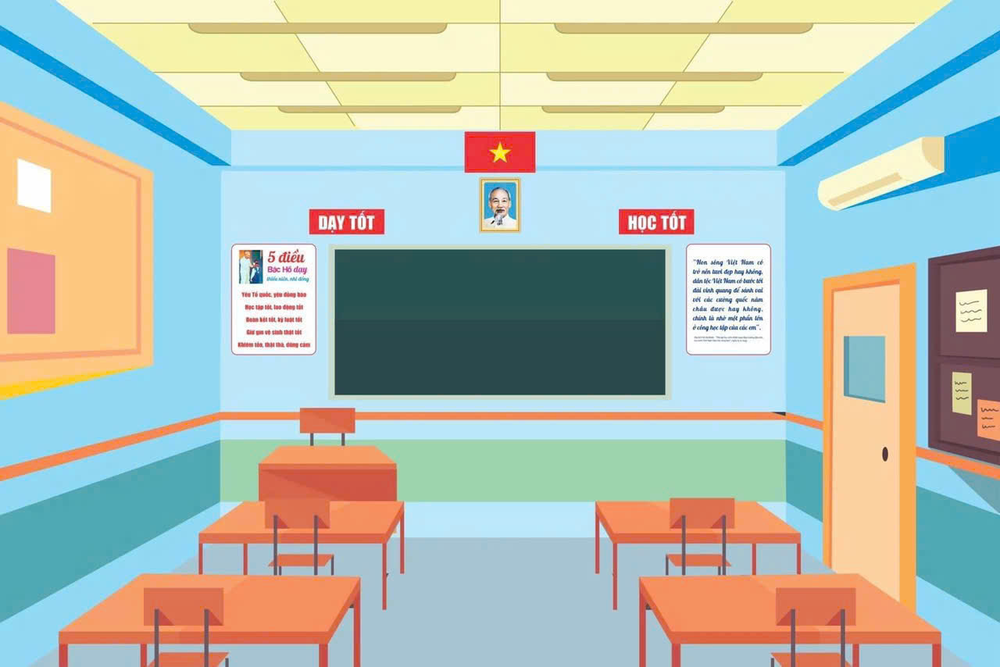 DẠY TỐT
HỌC TỐT
5 điều
Bác Hồ dạy
thiếu niên, nhi đồng
Yêu Tổ quốc, yêu đồng bào
Học tập tốt, lao động tốt
Đoàn kết tốt, kỷ luật tốt
Giữ gìn vệ sinh thật tốt
Khiêm tốn, thật thà, dũng cảm
"Non sông Việt Nam có
trở nên tươi đẹp hay không,
dân tộc Việt Nam có bước tới
đài vinh quang để sánh vai
với các cường quốc năm
châu được hay không,
chính là nhờ một phần lớn
ở công học tập của các em".